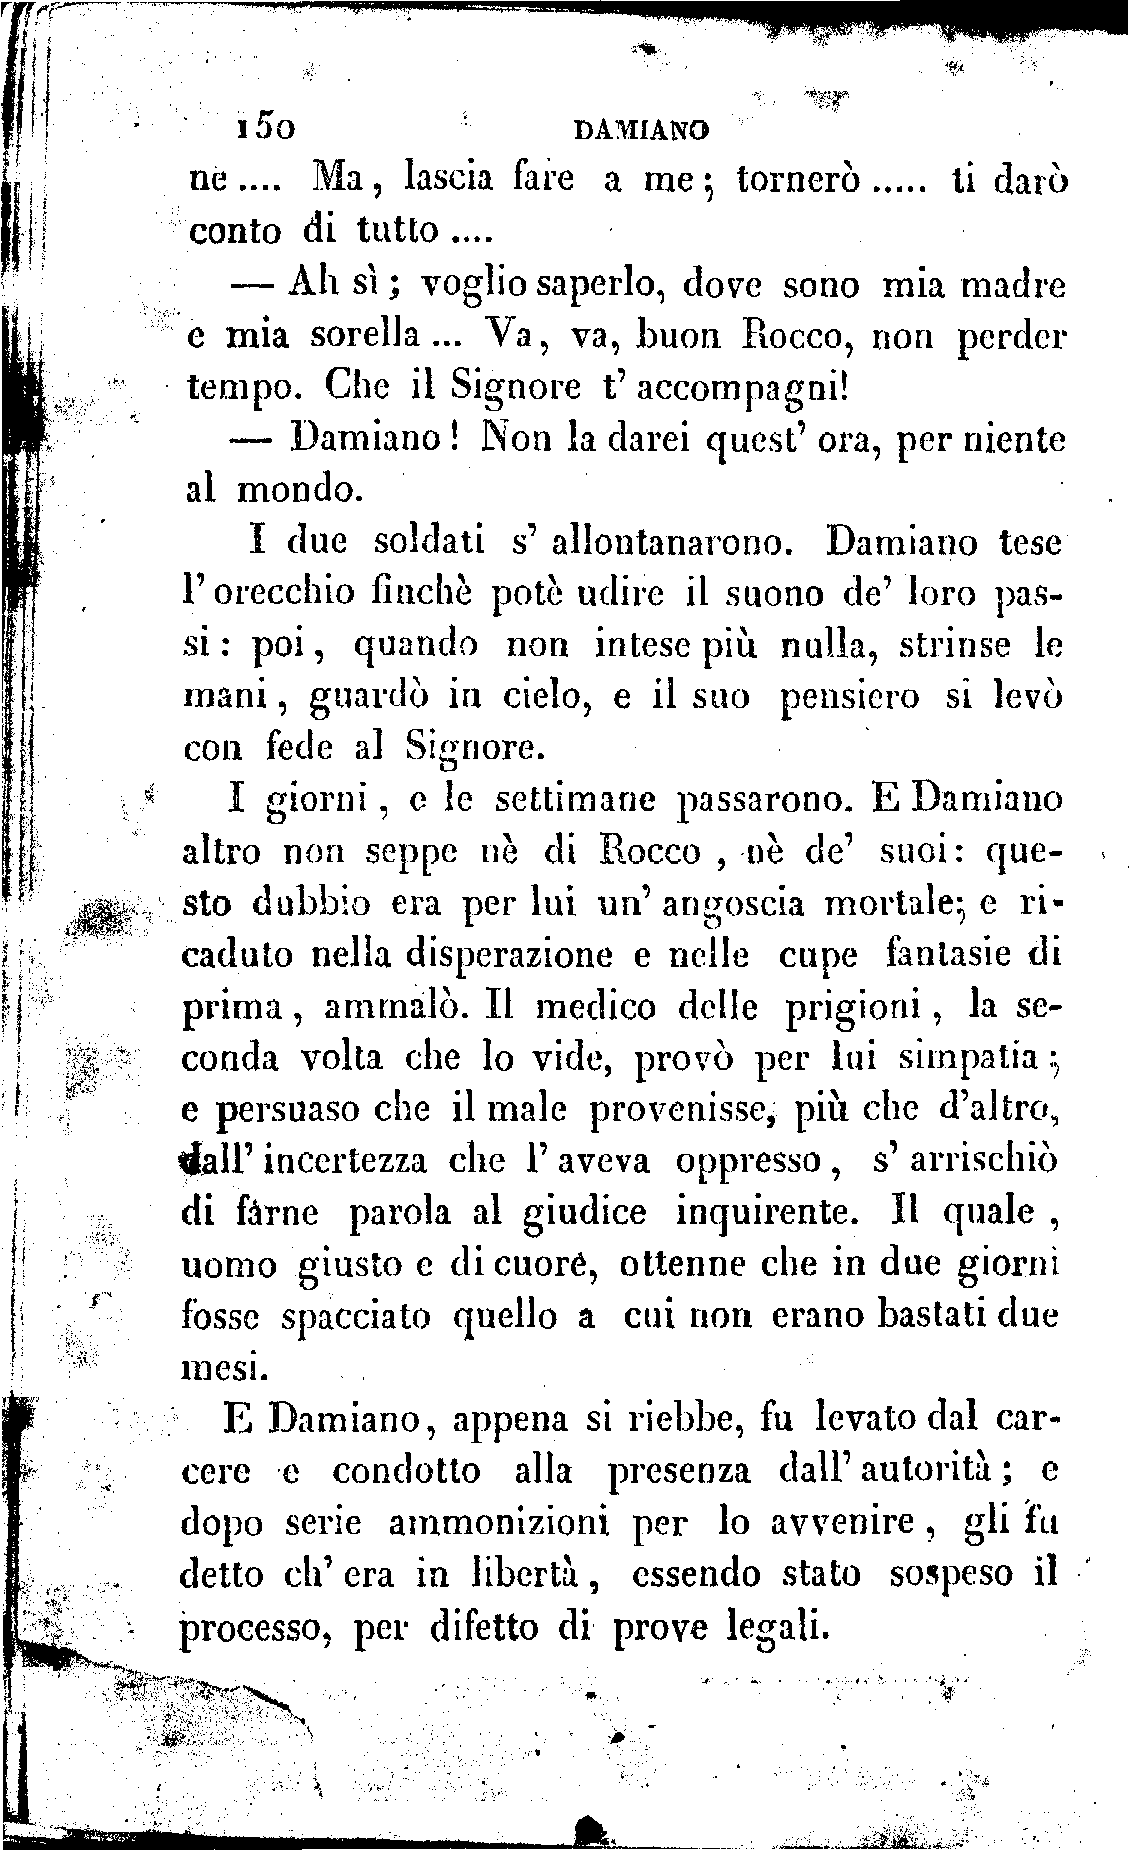 150 DAMIANO
ne .... Ma, lascia fare a me; tornerò ..... ti darò
conto di tutto ....
— Ah sì; voglio saperlo, dove sono mia madre
e mia sorella ... Va, va, buon Rocco, non perder
tempo. Che il Signore t' accompagni!
— Damiano! Non la darei quest' ora, per niente
al mondo.
I due soldati s' allontanarono. Damiano tese
l' orecchio finchè potè udire il suono de' loro pas-
si: poi, quando non intese più nulla, strinse le
mani, guardò in cielo, e il suo pensiero si levò
con fede al Signore.
I giorni, e le settimane passarono. E Damiano
altro non seppe nè di Rocco, nè de' suoi: que-
sto dubbio era per lui un' angoscia mortale; e ri-
caduto nella disperazione e nelle cupe fantasie di
prima, ammalò. Il medico delle prigioni, la se-
conda volta che lo vide, provò per lui simpatia;
e persuaso che il male provenisse, più che d'altro,
dall' incertezza che l' aveva oppresso, s' arrischiò
di farne parola al giudice inquirente. Il quale,
uomo giusto e di cuore, ottenne che in due giorni
fosse spacciato quello a cui non erano bastati due
mesi.
E Damiano, appena si riebbe, fu levato dal car-
cere e condotto alla presenza dall' autorità; e
dopo serie ammonizioni per lo avvenire, gli fu
detto ch' era in libertà, essendo stato sospeso il
processo, per difetto di prove legali.